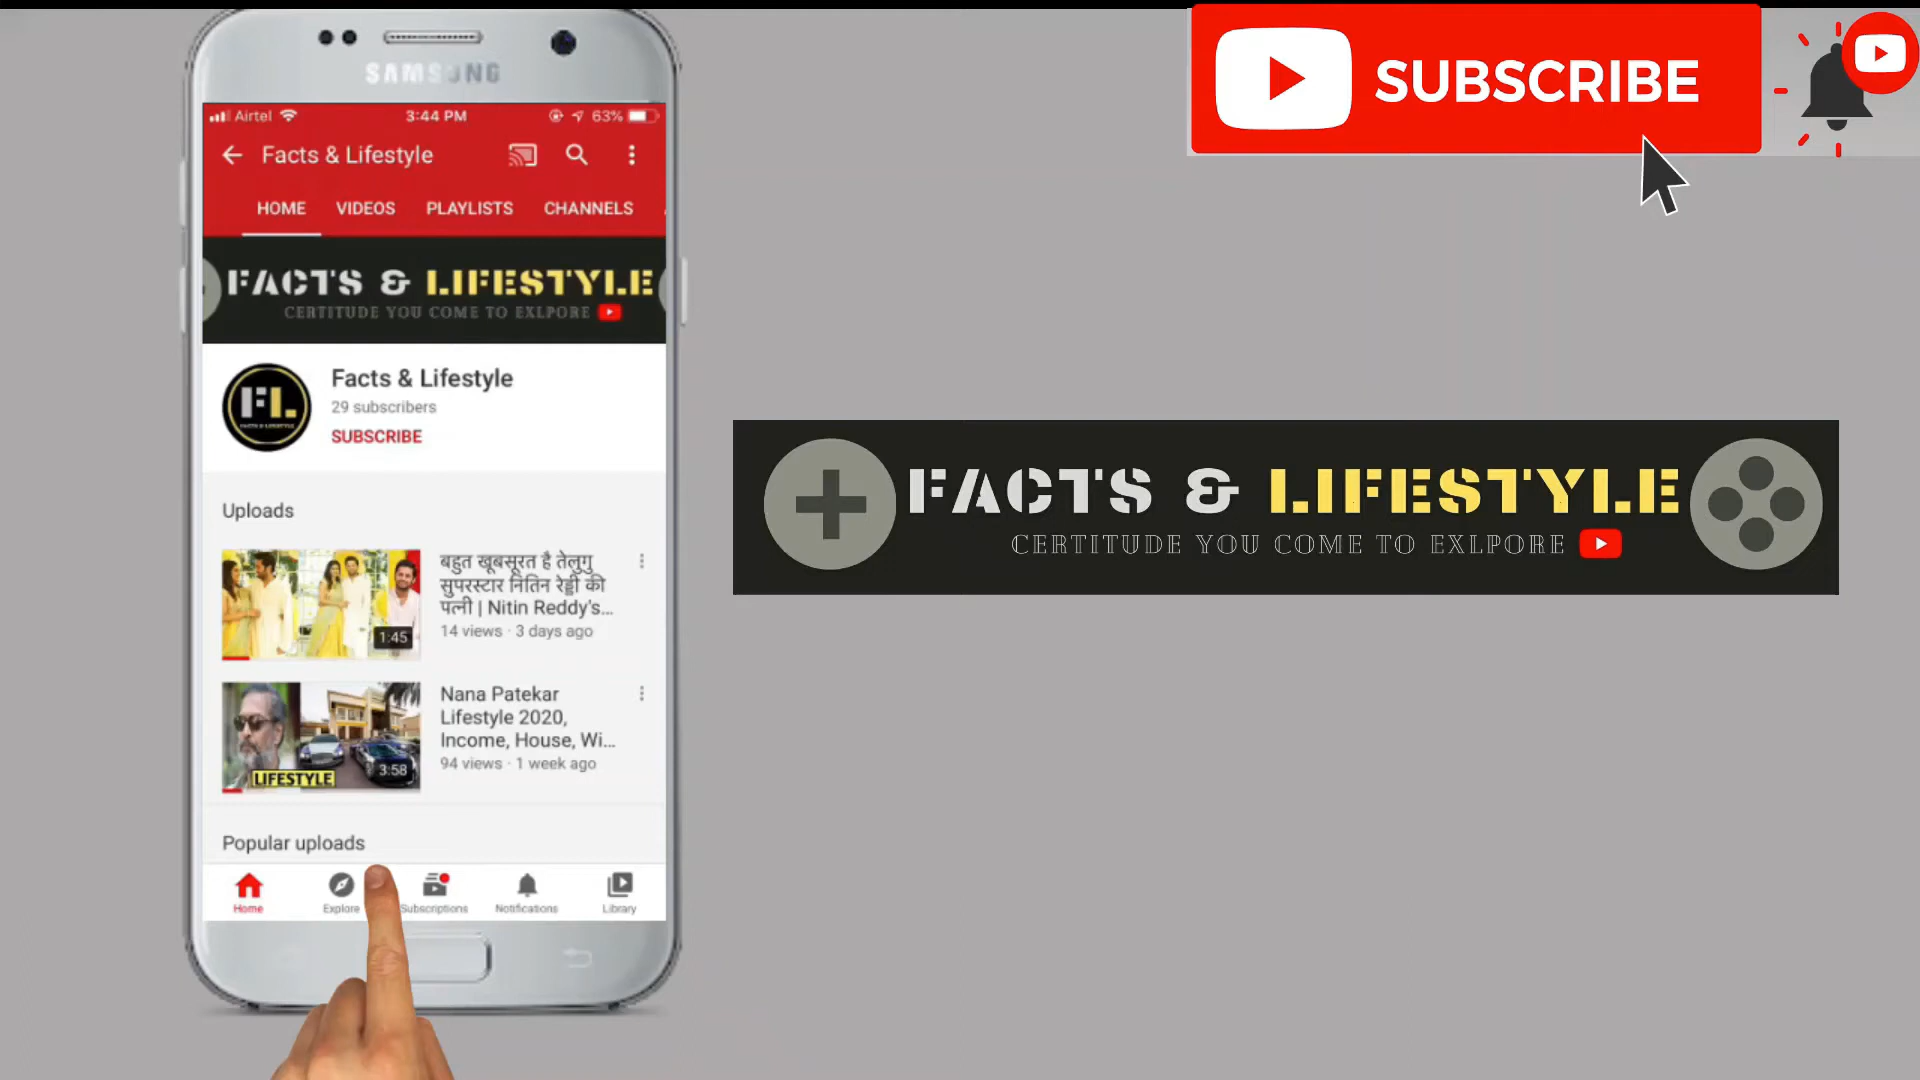 SAMSUNG
Airtel
3:44 PM
63%
Facts & Lifestyle
HOME VIDEOS PLAYLISTS CHANNELS
FACTS & LIFESTYLE
CERTITUDE YOU COME TO EXLPORE
FL
Facts & Lifestyle
29 subscribers
SUBSCRIBE
Uploads
बहुत खूबसूरत है तेलुगु
सुपरस्टार नितिन रेड्डी की
पत्नी | Nitin Reddy's...
14 views · 3 days ago
1:45
Nana Patekar
Lifestyle 2020,
Income, House, Wi...
94 views · 1 week ago
LIFESTYLE
3:58
Popular uploads
Home Explore Subscriptions Notifications Library
SUBSCRIBE
FACTS & LIFESTYLE
CERTITUDE YOU COME TO EXLPORE